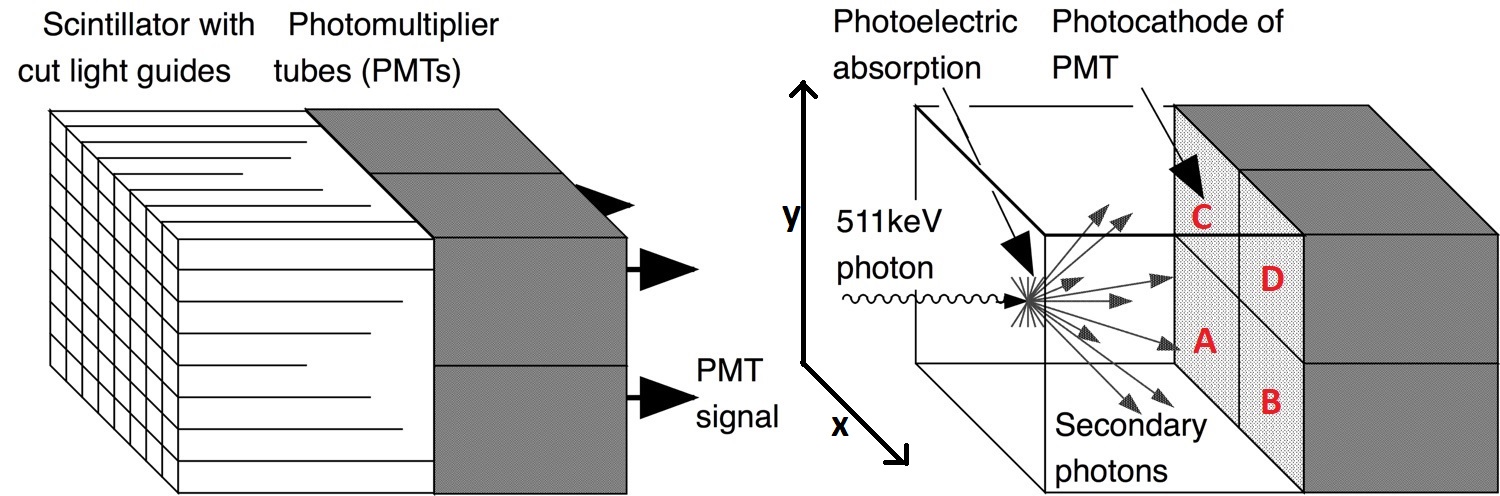 Scintillator with
cut light guides
Photomultiplier
tubes (PMTs)
PMT
signal
Photoelectric
absorption
Photocathode of
PMT
y
x
511keV
photon
C
D
A
B
Secondary
photons